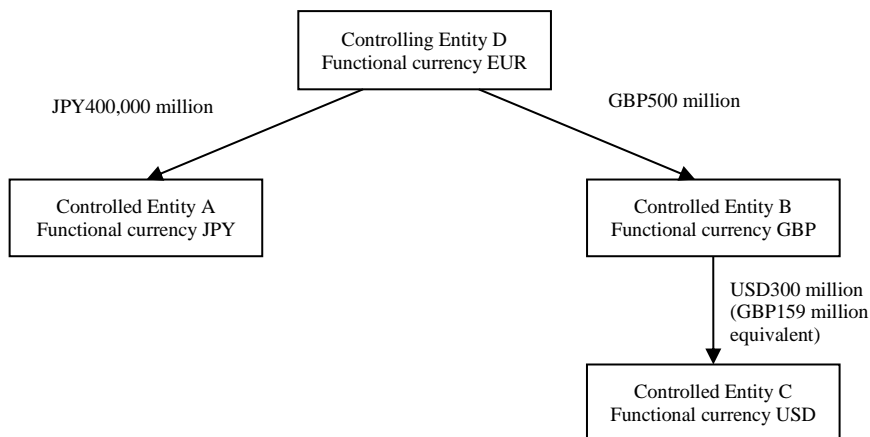 Controlling Entity D
Functional currency EUR
JPY400,000 million
GBP500 million
Controlled Entity A
Functional currency JPY
Controlled Entity B
Functional currency GBP
USD300 million
(GBP159 million
equivalent)
Controlled Entity C
Functional currency USD